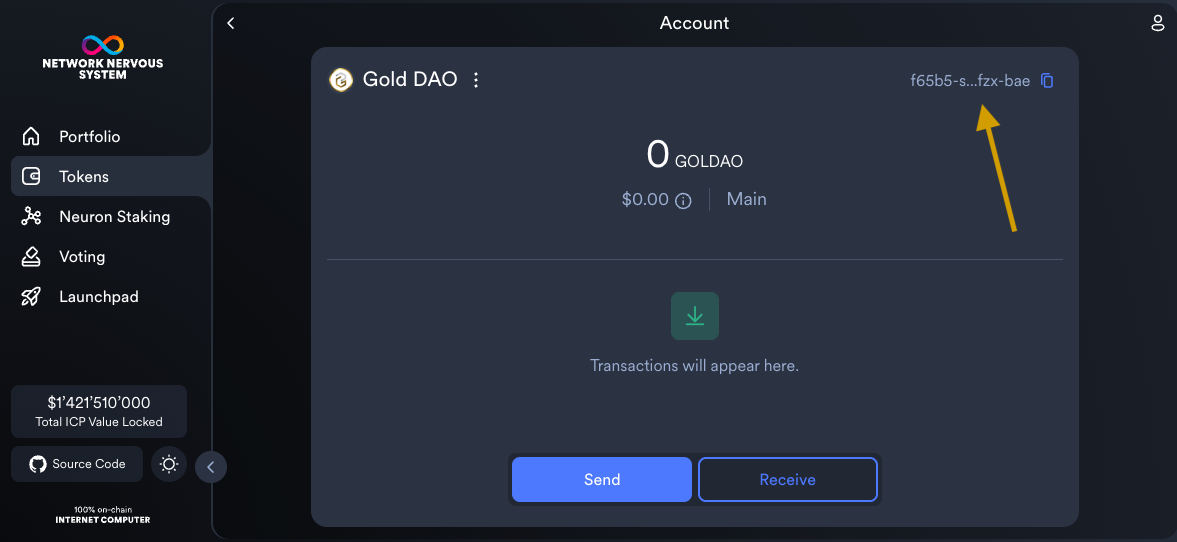 NETWORK NERVOUS
SYSTEM
Portfolio
Tokens
Neuron Staking
Voting
Launchpad
$1’421’510’000
Total ICP Value Locked
Source Code
100% on-chain
INTERNET COMPUTER
Account
Gold DAO
f65b5-s...fzx-bae
0 GOLDAO
$0.00 Main
Transactions will appear here.
Send
Receive